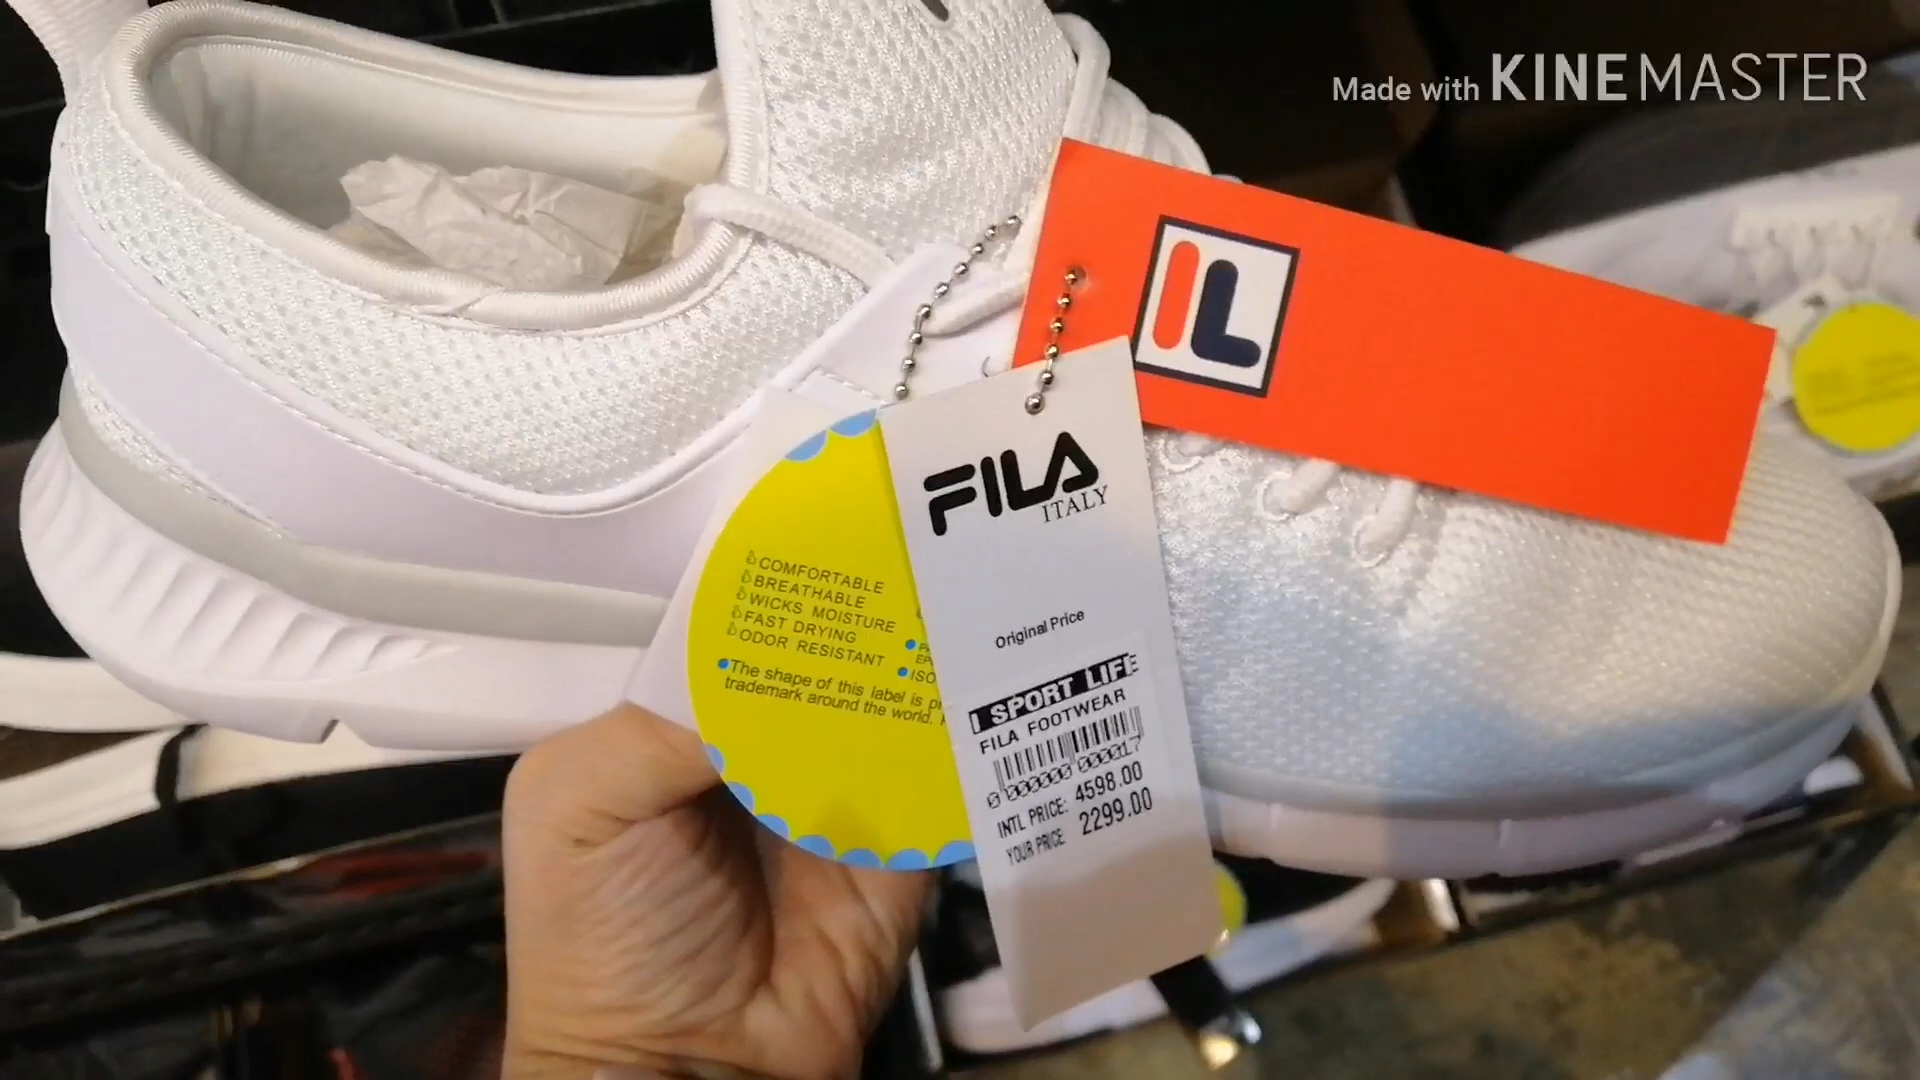 Made with KINEMASTER
FILA
ITALY
Original Price
I SPORT LIFE
FILA FOOTWEAR
INTL PRICE: 4598.00
YOUR PRICE 2299.00
COMFORTABLE
BREATHABLE
WICKS MOISTURE
FAST DRYING
ODOR RESISTANT
The shape of this label is
trademark around the world.
ISO